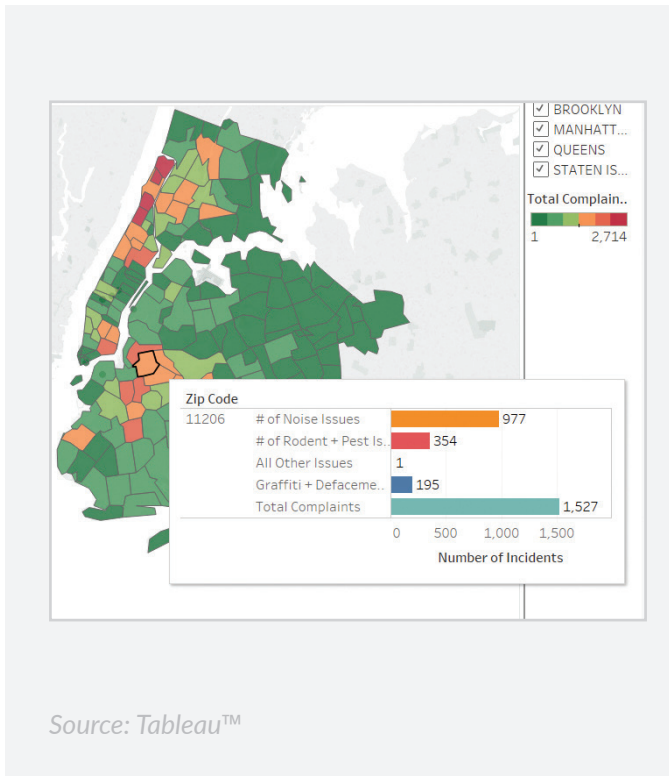 BROOKLYN
MANHATT...
QUEENS
STATEN IS...
Total Complain..
1 2,714
Zip Code
11206 # of Noise Issues 977
# of Rodent + Pest Is.. 354
All Other Issues 1
Graffiti + Defaceme.. 195
Total Complaints 1,527
0 500 1,000 1,500
Number of Incidents
Source: Tableau™